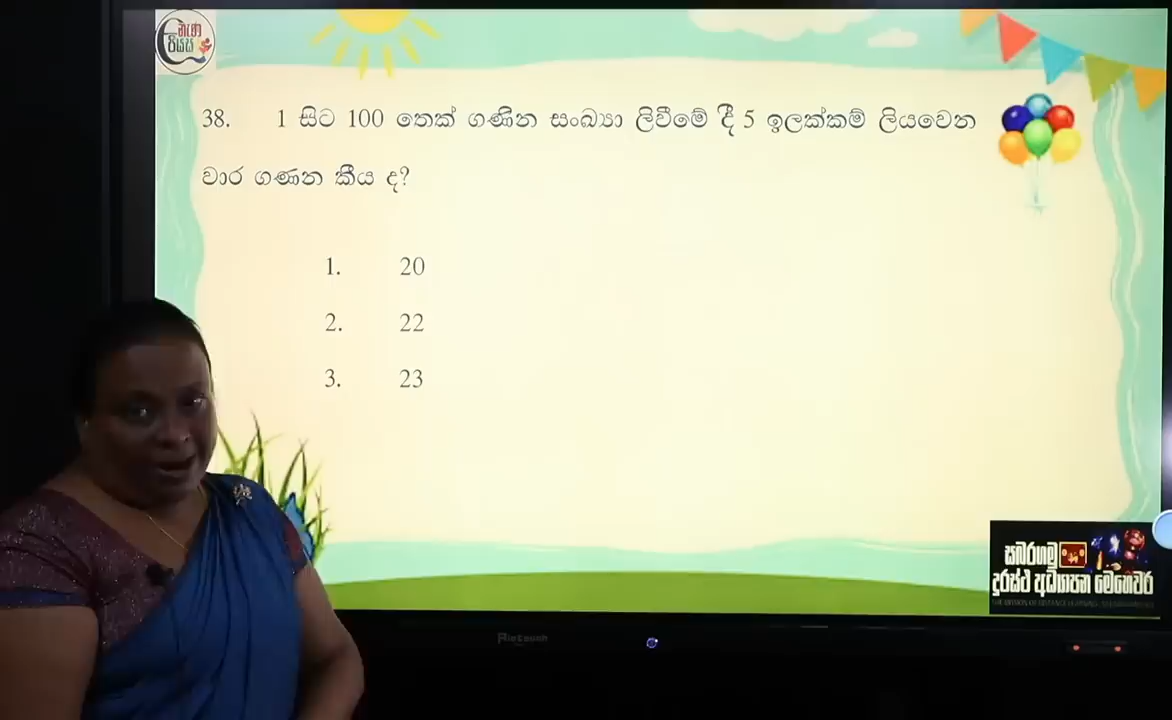 නැණ
පියස
38. 1 සිට 100 තෙක් ගණින සංඛ්‍යා ලිවීමේ දී 5 ඉලක්කම් ලියවෙන
වාර ගණන කීය ද?
1. 20
2. 22
3. 23
සබරගමු
දුරස්ථ අධ්‍යාපන මෙහෙවර